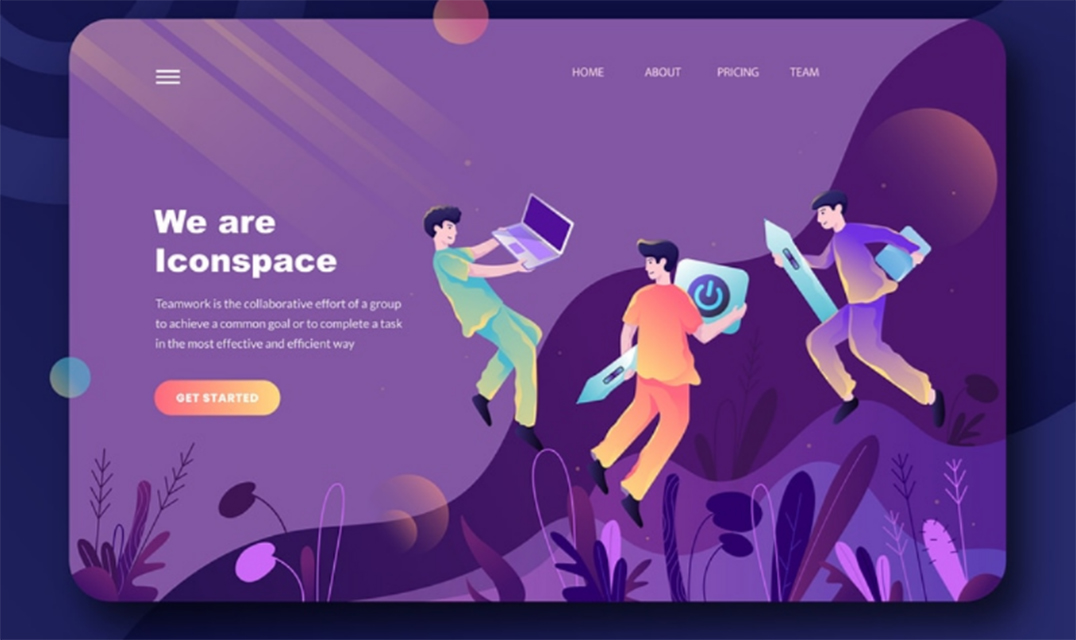 HOME ABOUT PRICING TEAM
We are
Iconspace
Teamwork is the collaborative effort of a group
to achieve a common goal or to complete a task
in the most effective and efficient way
GET STARTED